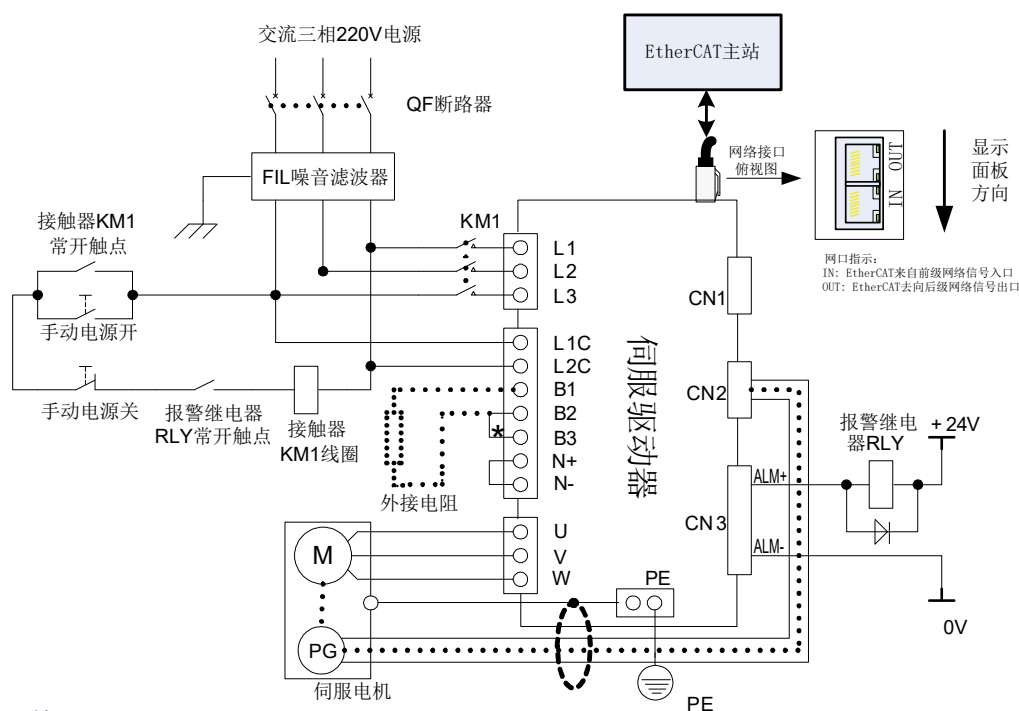 交流三相220V电源
QF断路器
FIL噪音滤波器
EtherCAT主站
网络接口
俯视图
IN OUT
显示
面板
方向
网口指示:
IN: EtherCAT来自前级网络信号入口
OUT: EtherCAT去向后级网络信号出口
接触器KM1
常开触点
手动电源开
手动电源关
报警继电器
RLY常开触点
接触器
KM1线圈
KM1
L1
L2
L3
L1C
L2C
B1
B2
*
B3
N+
N-
外接电阻
U
V
W
伺服驱动器
CN1
CN2
CN3
ALM+
ALM-
报警继电
器RLY
+24V
0V
M
PG
伺服电机
PE
PE